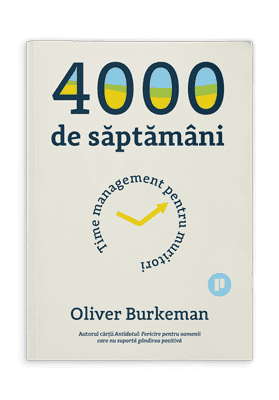 4000
de săptămâni
Time management pentru muritori
Oliver Burkeman
Autorul cărții Antidotul: Fericire pentru oamenii
care nu suportă gândirea pozitivă